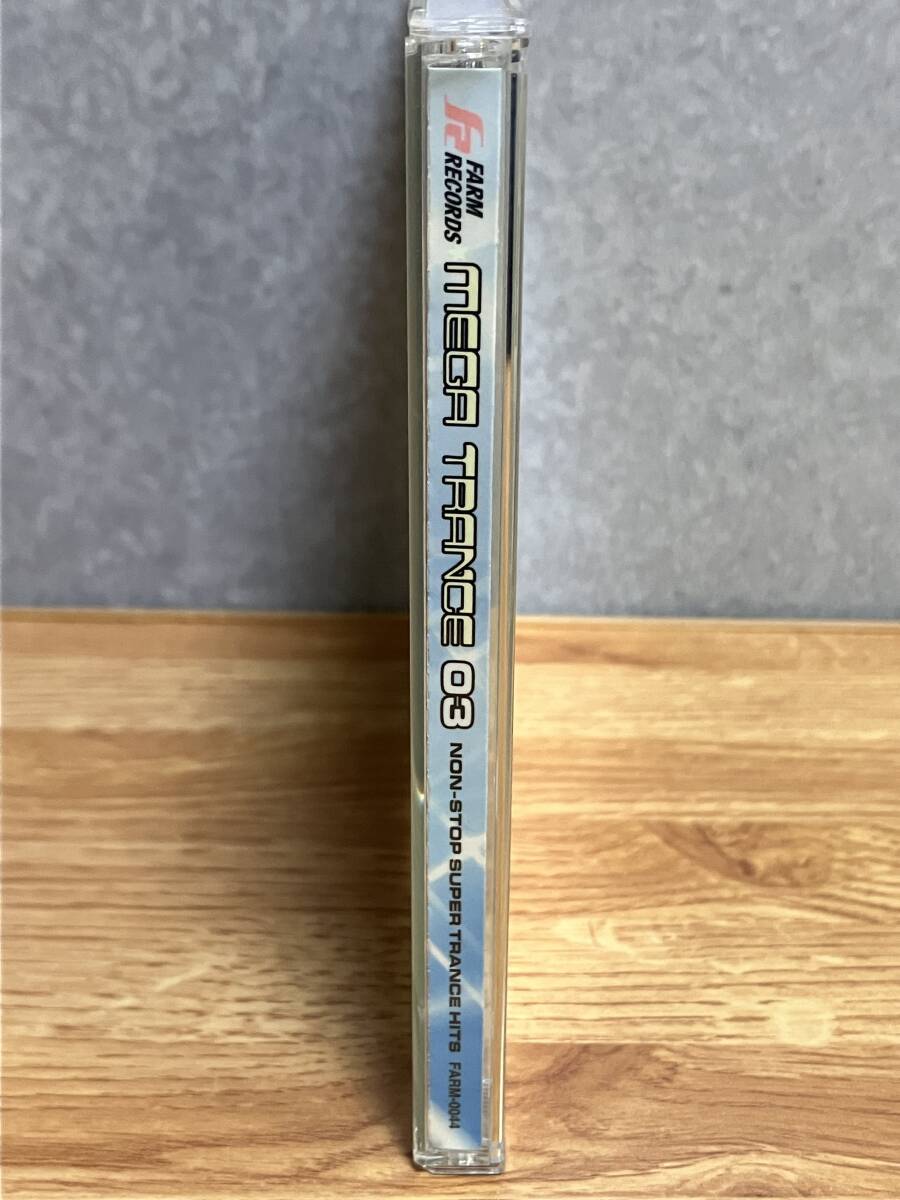 FARM
RECORDS
MEGA TRANCE 03
NON-STOP SUPER TRANCE HITS
FARM-0044